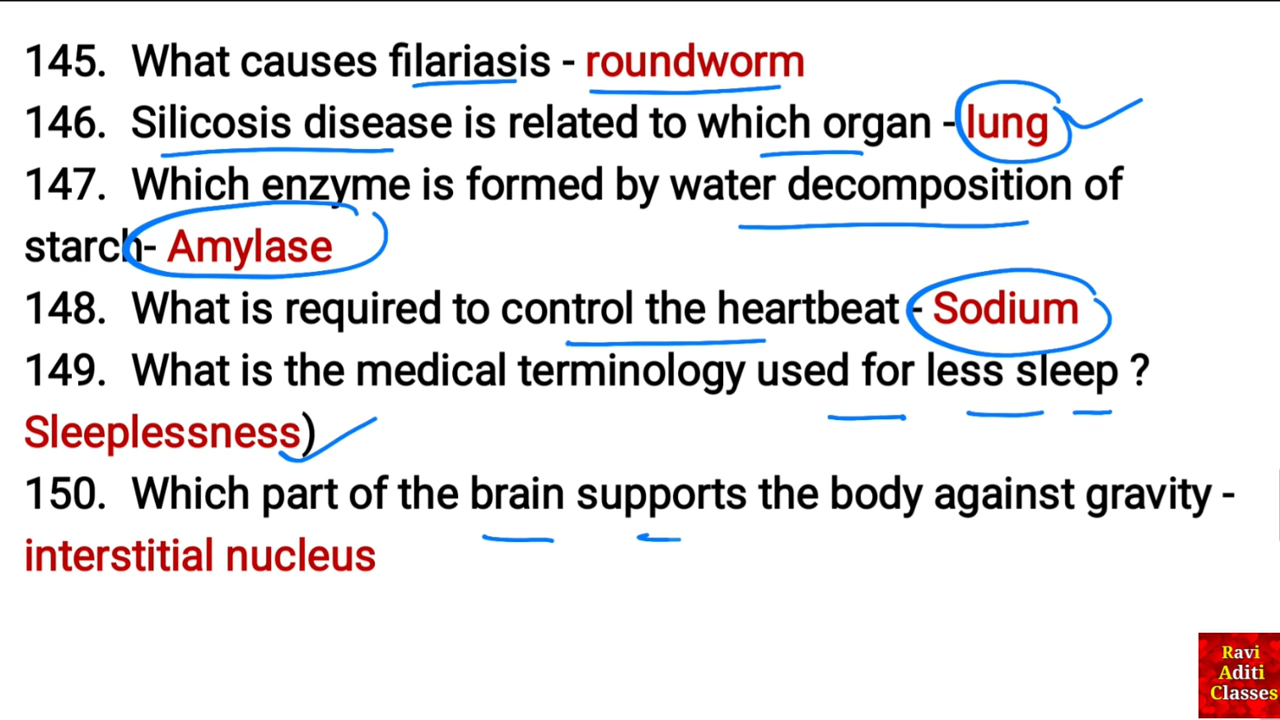 145. What causes filariasis - roundworm
146. Silicosis disease is related to which organ - lung
147. Which enzyme is formed by water decomposition of
starch- Amylase
148. What is required to control the heartbeat - Sodium
149. What is the medical terminology used for less sleep ?
Sleeplessness)
150. Which part of the brain supports the body against gravity -
interstitial nucleus
Ravi
Aditi
Classes